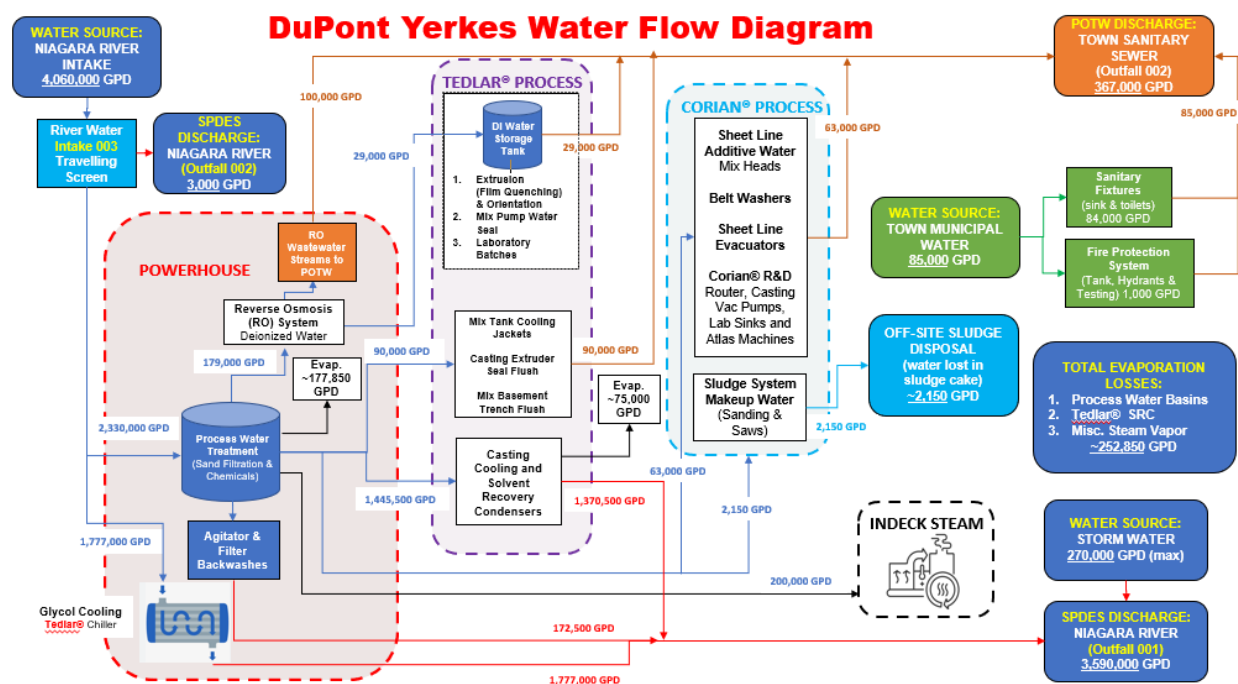 DuPont Yerkes Water Flow Diagram
WATER SOURCE:
NIAGARA RIVER
INTAKE
4,060,000 GPD
River Water
Intake 003
Travelling
Screen
SPDES
DISCHARGE:
NIAGARA RIVER
(Outfall 002)
3,000 GPD
POWERHOUSE
RO
Wastewater
Streams to
POTW
100,000 GPD
Reverse Osmosis
(RO) System
Deionized Water
29,000 GPD
179,000 GPD
Evap.
~177,850
GPD
90,000 GPD
2,330,000 GPD
Process Water
Treatment
(Sand Filtration &
Chemicals)
1,445,500 GPD
Agitator &
Filter
Backwashes
1,777,000 GPD
Glycol Cooling
Tedlar® Chiller
172,500 GPD
1,777,000 GPD
TEDLAR® PROCESS
DI Water
Storage
Tank
29,000 GPD
1. Extrusion
(Film Quenching)
& Orientation
2. Mix Pump Water
Seal
3. Laboratory
Batches
Mix Tank Cooling
Jackets
Casting Extruder
Seal Flush
Mix Basement
Trench Flush
90,000 GPD
Evap.
~75,000
GPD
Casting
Cooling and
Solvent
Recovery
Condensers
1,370,500 GPD
CORIAN® PROCESS
Sheet Line
Additive Water
Mix Heads
Belt Washers
Sheet Line
Evacuators
Corian® R&D
Router, Casting
Vac Pumps,
Lab Sinks and
Atlas Machines
63,000 GPD
Sludge System
Makeup Water
(Sanding &
Saws)
2,150 GPD
63,000 GPD
2,150 GPD
200,000 GPD
INDECK STEAM
POTW DISCHARGE:
TOWN SANITARY
SEWER
(Outfall 002)
367,000 GPD
85,000 GPD
WATER SOURCE:
TOWN MUNICIPAL
WATER
85,000 GPD
Sanitary
Fixtures
(sink & toilets)
84,000 GPD
Fire Protection
System
(Tank, Hydrants &
Testing) 1,000 GPD
OFF-SITE SLUDGE
DISPOSAL
(water lost in
sludge cake)
~2,150 GPD
TOTAL EVAPORATION
LOSSES:
1. Process Water Basins
2. Tedlar® SRC
3. Misc. Steam Vapor
~252,850 GPD
WATER SOURCE:
STORM WATER
270,000 GPD (max)
SPDES DISCHARGE:
NIAGARA RIVER
(Outfall 001)
3,590,000 GPD